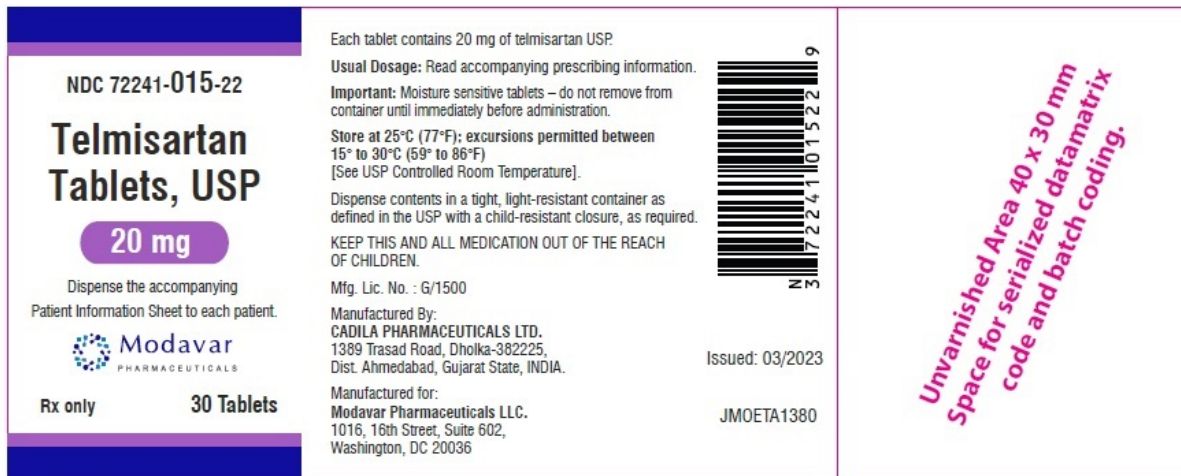 NDC 72241-015-22
Telmisartan
Tablets, USP
20 mg
Dispense the accompanying
Patient Information Sheet to each patient.
Modavar
PHARMACEUTICALS
Rx only 30 Tablets
Each tablet contains 20 mg of telmisartan USP.
Usual Dosage: Read accompanying prescribing information.
Important: Moisture sensitive tablets – do not remove from
container until immediately before administration.
Store at 25°C (77°F); excursions permitted between
15° to 30°C (59° to 86°F)
[See USP Controlled Room Temperature].
Dispense contents in a tight, light-resistant container as
defined in the USP with a child-resistant closure, as required.
KEEP THIS AND ALL MEDICATION OUT OF THE REACH
OF CHILDREN.
Mfg. Lic. No. : G/1500
Manufactured By:
CADILA PHARMACEUTICALS LTD.
1389 Trasad Road, Dholka-382225,
Dist. Ahmedabad, Gujarat State, INDIA.
Manufactured for:
Modavar Pharmaceuticals LLC.
1016, 16th Street, Suite 602,
Washington, DC 20036
N
3 72241 01522 9
Issued: 03/2023
JMOETA1380
Unvarnished Area 40 x 30 mm
Space for serialized datamatrix
code and batch coding.